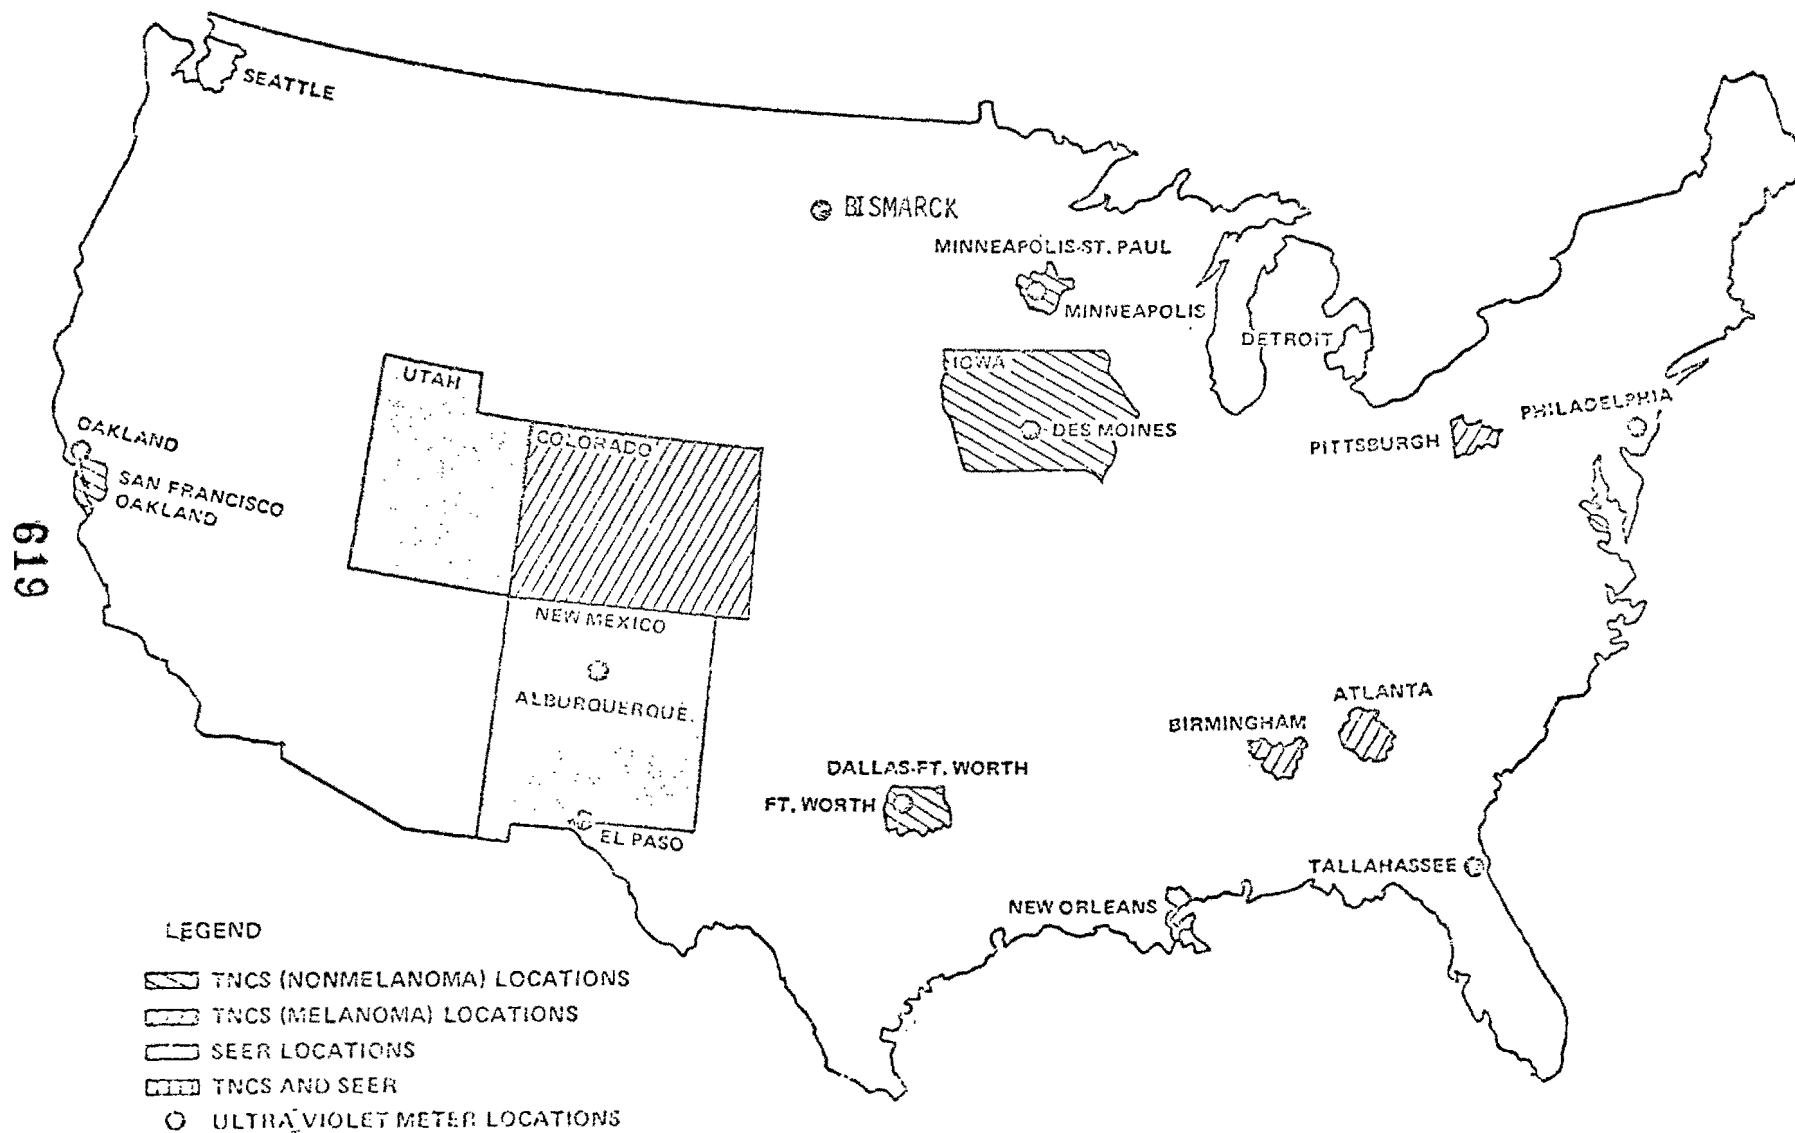 SEATTLE
BISMARCK
MINNEAPOLIS-ST. PAUL
MINNEAPOLIS
DETROIT
UTAH
IOWA
PHILADELPHIA
OAKLAND
COLORADO
DES MOINES
PITTSBURGH
SAN FRANCISCO
OAKLAND
619
NEW MEXICO
ALBURQUERQUE.
ATLANTA
BIRMINGHAM
DALLAS-FT. WORTH
FT. WORTH
EL PASO
TALLAHASSEE
NEW ORLEANS
LEGEND
TNCS (NONMELANOMA) LOCATIONS
TNCS (MELANOMA) LOCATIONS
SEER LOCATIONS
TNCS AND SEER
ULTRA VIOLET METER LOCATIONS